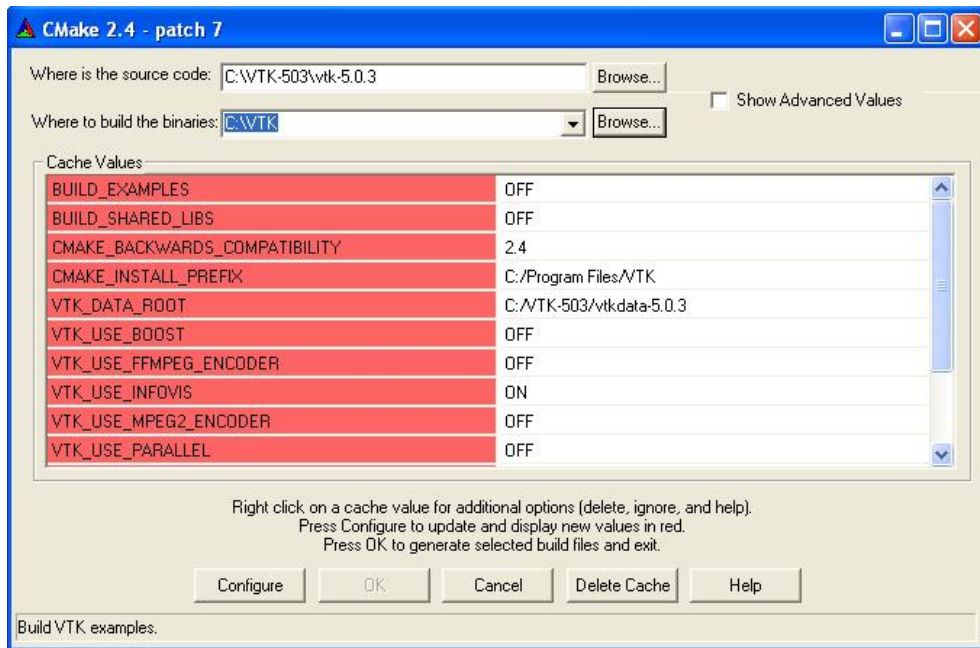 CMake 2.4 - patch 7
Where is the source code: C:\VTK-503\vtk-5.0.3 Browse...
Show Advanced Values
Where to build the binaries: C:\VTK Browse...
Cache Values
BUILD_EXAMPLES OFF
BUILD_SHARED_LIBS OFF
CMAKE_BACKWARDS_COMPATIBILITY 2.4
CMAKE_INSTALL_PREFIX C:/Program Files/VTK
VTK_DATA_ROOT C:/VTK-503/vtkdata-5.0.3
VTK_USE_BOOST OFF
VTK_USE_FFMPEG_ENCODER OFF
VTK_USE_INFOVIS ON
VTK_USE_MPEG2_ENCODER OFF
VTK_USE_PARALLEL OFF
Right click on a cache value for additional options (delete, ignore, and help).
Press Configure to update and display new values in red.
Press OK to generate selected build files and exit.
Configure OK Cancel Delete Cache Help
Build VTK examples.